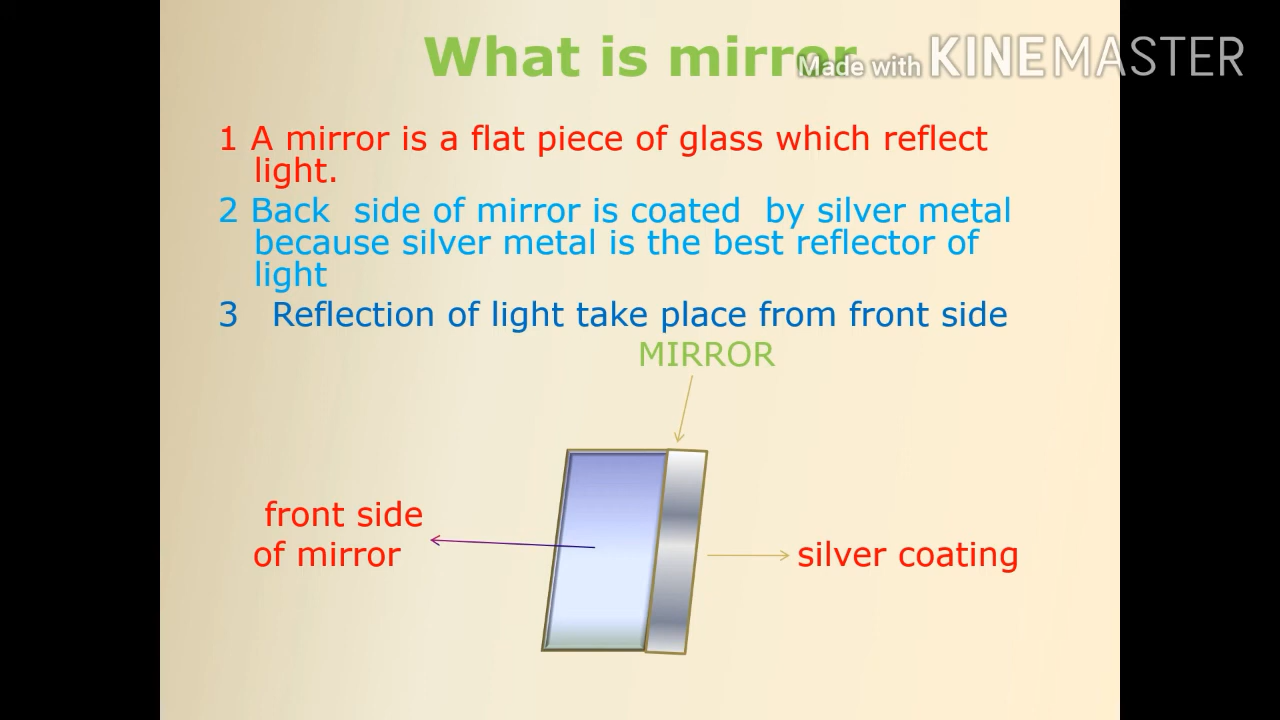 What is mirror
Made with KINEMASTER
1 A mirror is a flat piece of glass which reflect
light.
2 Back side of mirror is coated by silver metal
because silver metal is the best reflector of
light
3 Reflection of light take place from front side
MIRROR
front side
of mirror
silver coating